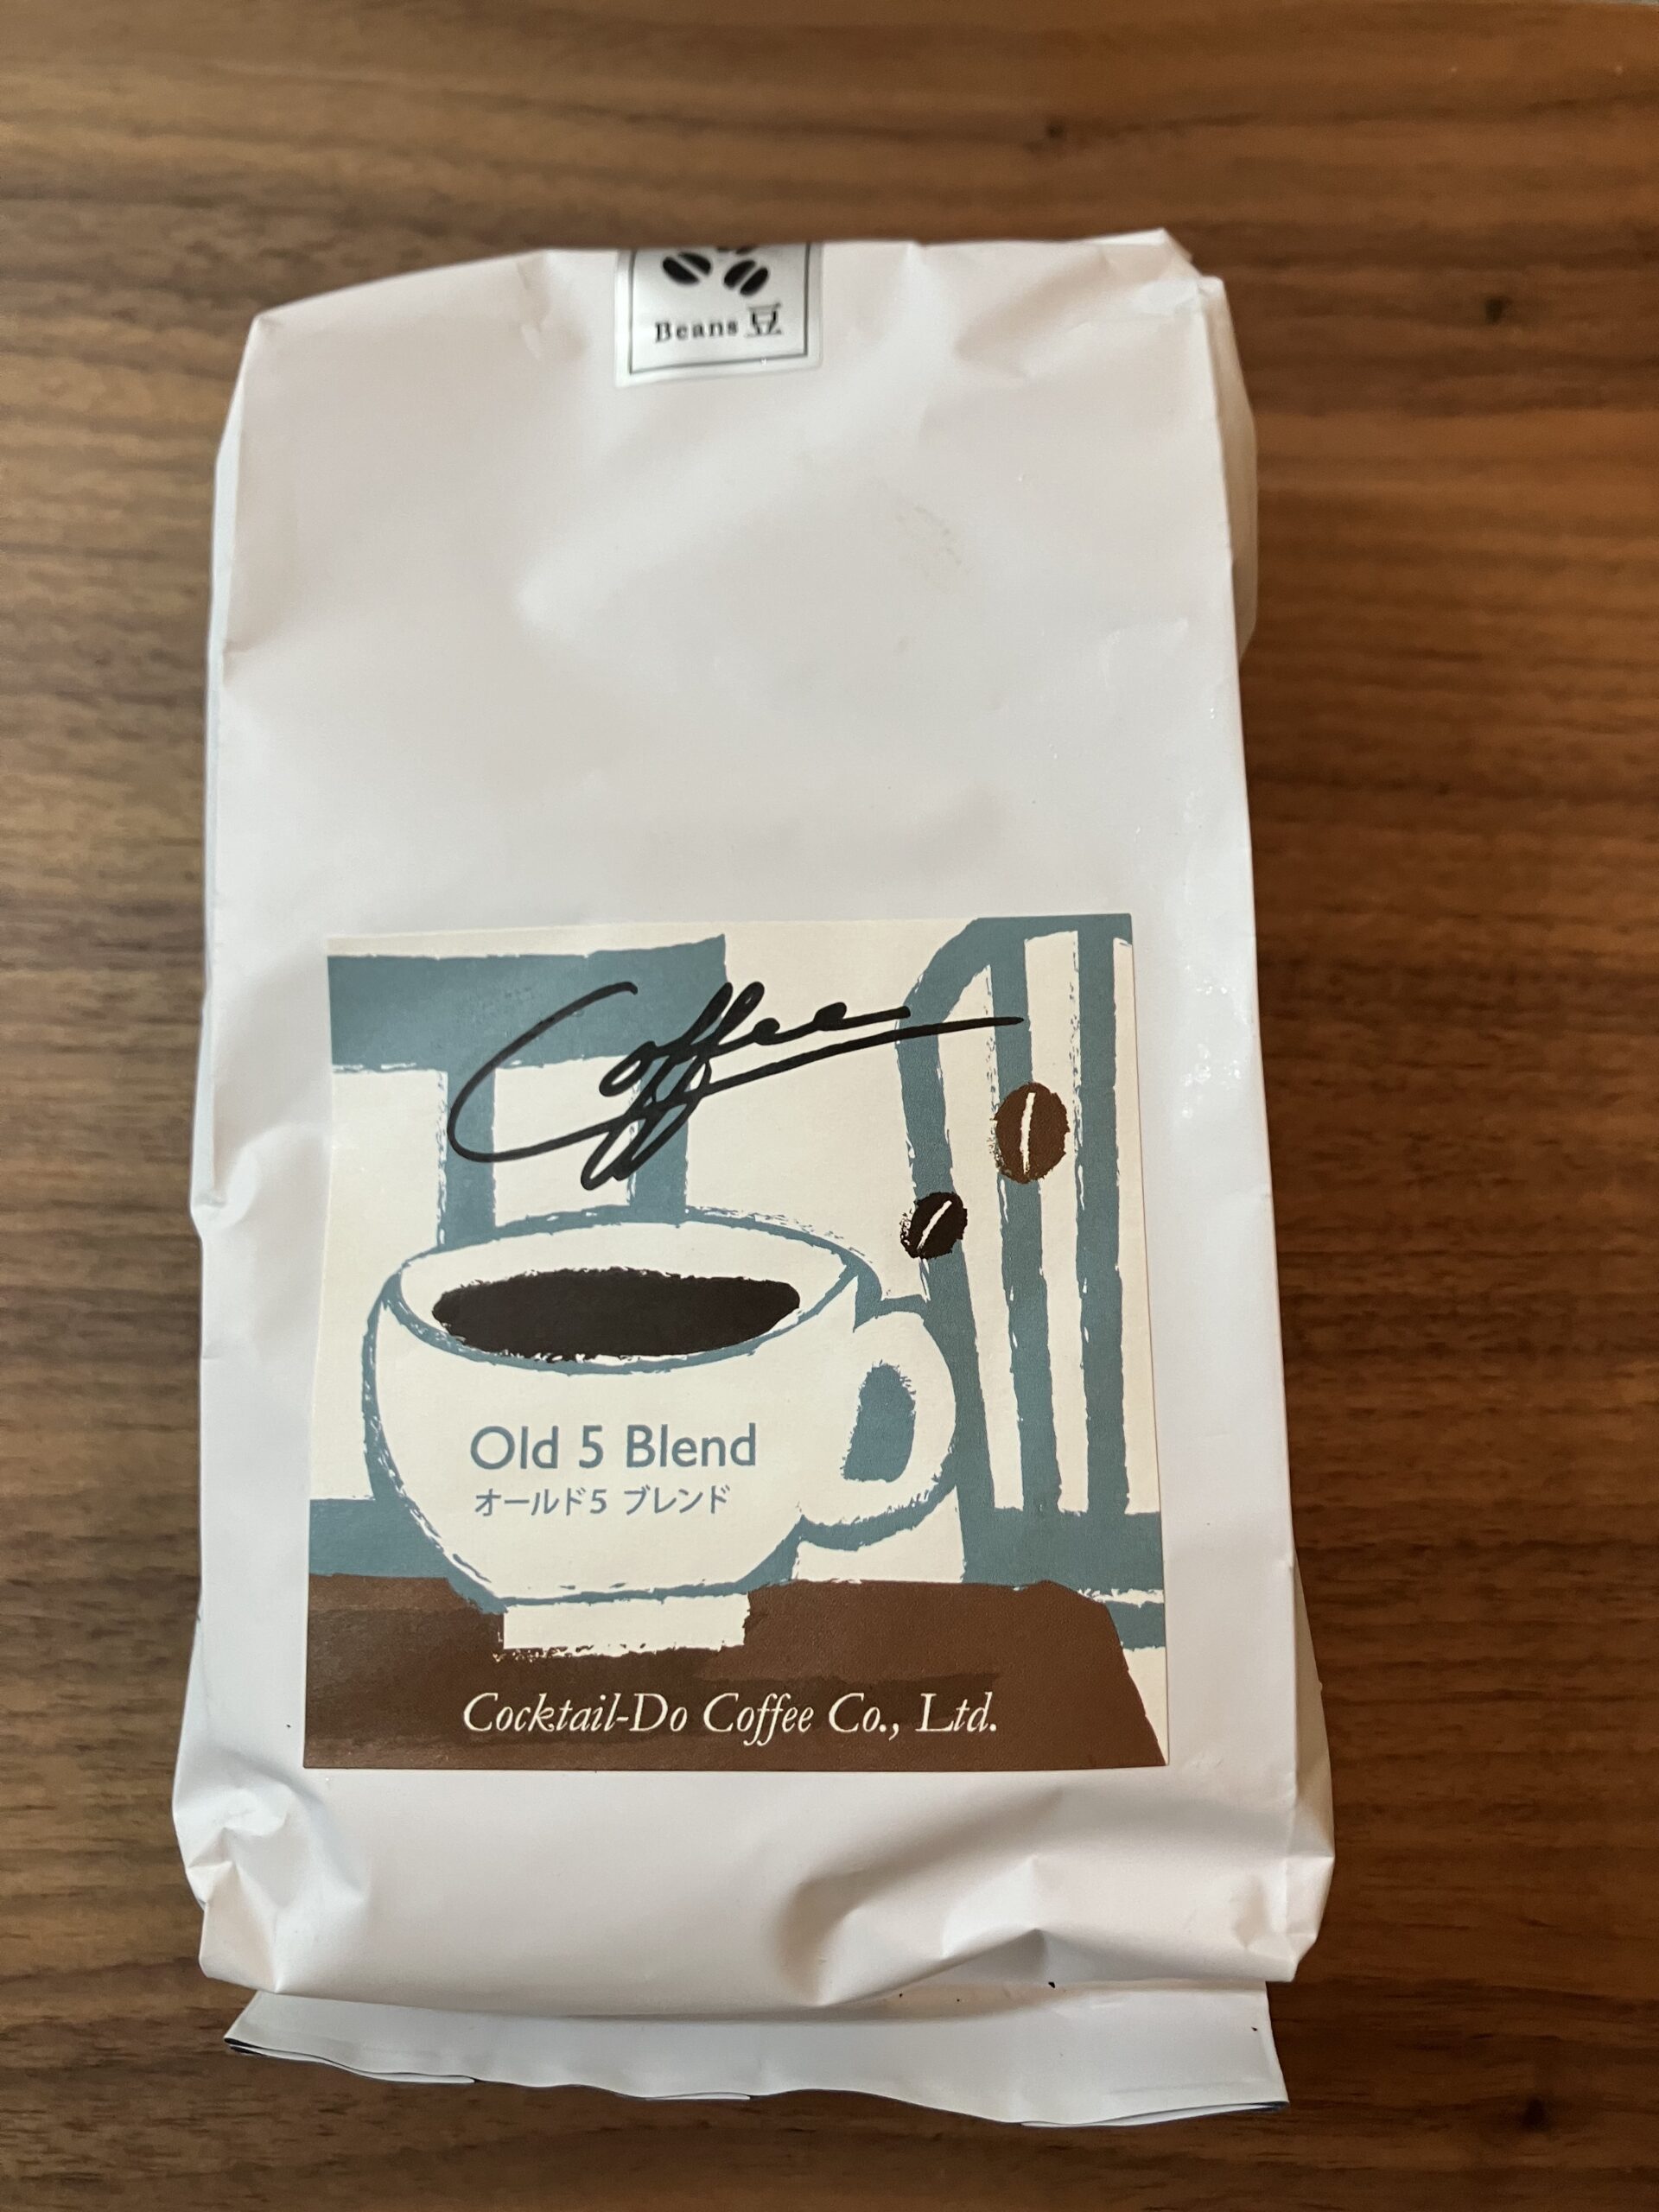 Beans 豆
Coffee
Old 5 Blend
オールド5 ブレンド
Cocktail-Do Coffee Co., Ltd.